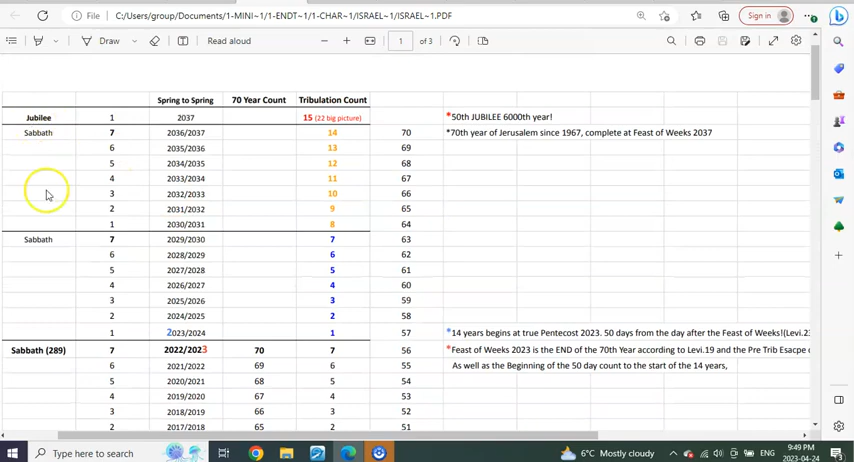 File C:/Users/group/Documents/1-MINI~1/1-ENDT~1/1-CHAR~1/ISRAEL~1/ISRAEL~1.PDF Sign in
Draw Read aloud 1 of 3
Spring to Spring 70 Year Count Tribulation Count
Jubilee 1 2037 15 (22 big picture) *50th JUBILEE 6000th year!
Sabbath 7 2036/2037 14 70 *70th year of Jerusalem since 1967, complete at Feast of Weeks 2037
6 2035/2036 13 69
5 2034/2035 12 68
4 2033/2034 11 67
3 2032/2033 10 66
2 2031/2032 9 65
1 2030/2031 8 64
Sabbath 7 2029/2030 7 63
6 2028/2029 6 62
5 2027/2028 5 61
4 2026/2027 4 60
3 2025/2026 3 59
2 2024/2025 2 58
1 2023/2024 1 57 *14 years begins at true Pentecost 2023. 50 days from the day after the Feast of Weeks!(Levi.23
Sabbath (289) 7 2022/2023 70 7 56 *Feast of Weeks 2023 is the END of the 70th Year according to Levi.19 and the Pre Trib Esacpe o
6 2021/2022 69 6 55 As well as the Beginning of the 50 day count to the start of the 14 years,
5 2020/2021 68 5 54
4 2019/2020 67 4 53
3 2018/2019 66 3 52
2 2017/2018 65 2 51
Type here to search 6°C Mostly cloudy ENG 9:49 PM
2023-04-24